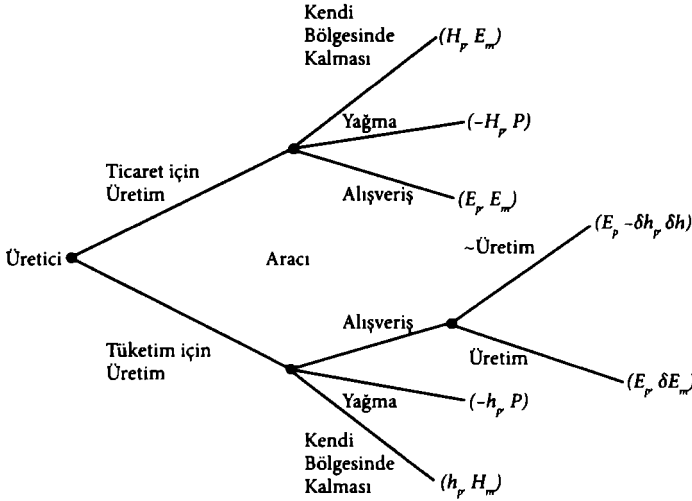 Kendi
Bölgesinde
Kalması
(H_p, E_m)
Yağma
(-H_p, P)
Ticaret için
Üretim
Alışveriş
(E_p, E_m)
(E_p -δh_p, δh)
~Üretim
Üretici
Aracı
Alışveriş
Tüketim için
Üretim
Üretim
(E_p, δE_m)
Yağma
(-h_p, P)
Kendi
Bölgesinde
Kalması
(h_p, H_m)